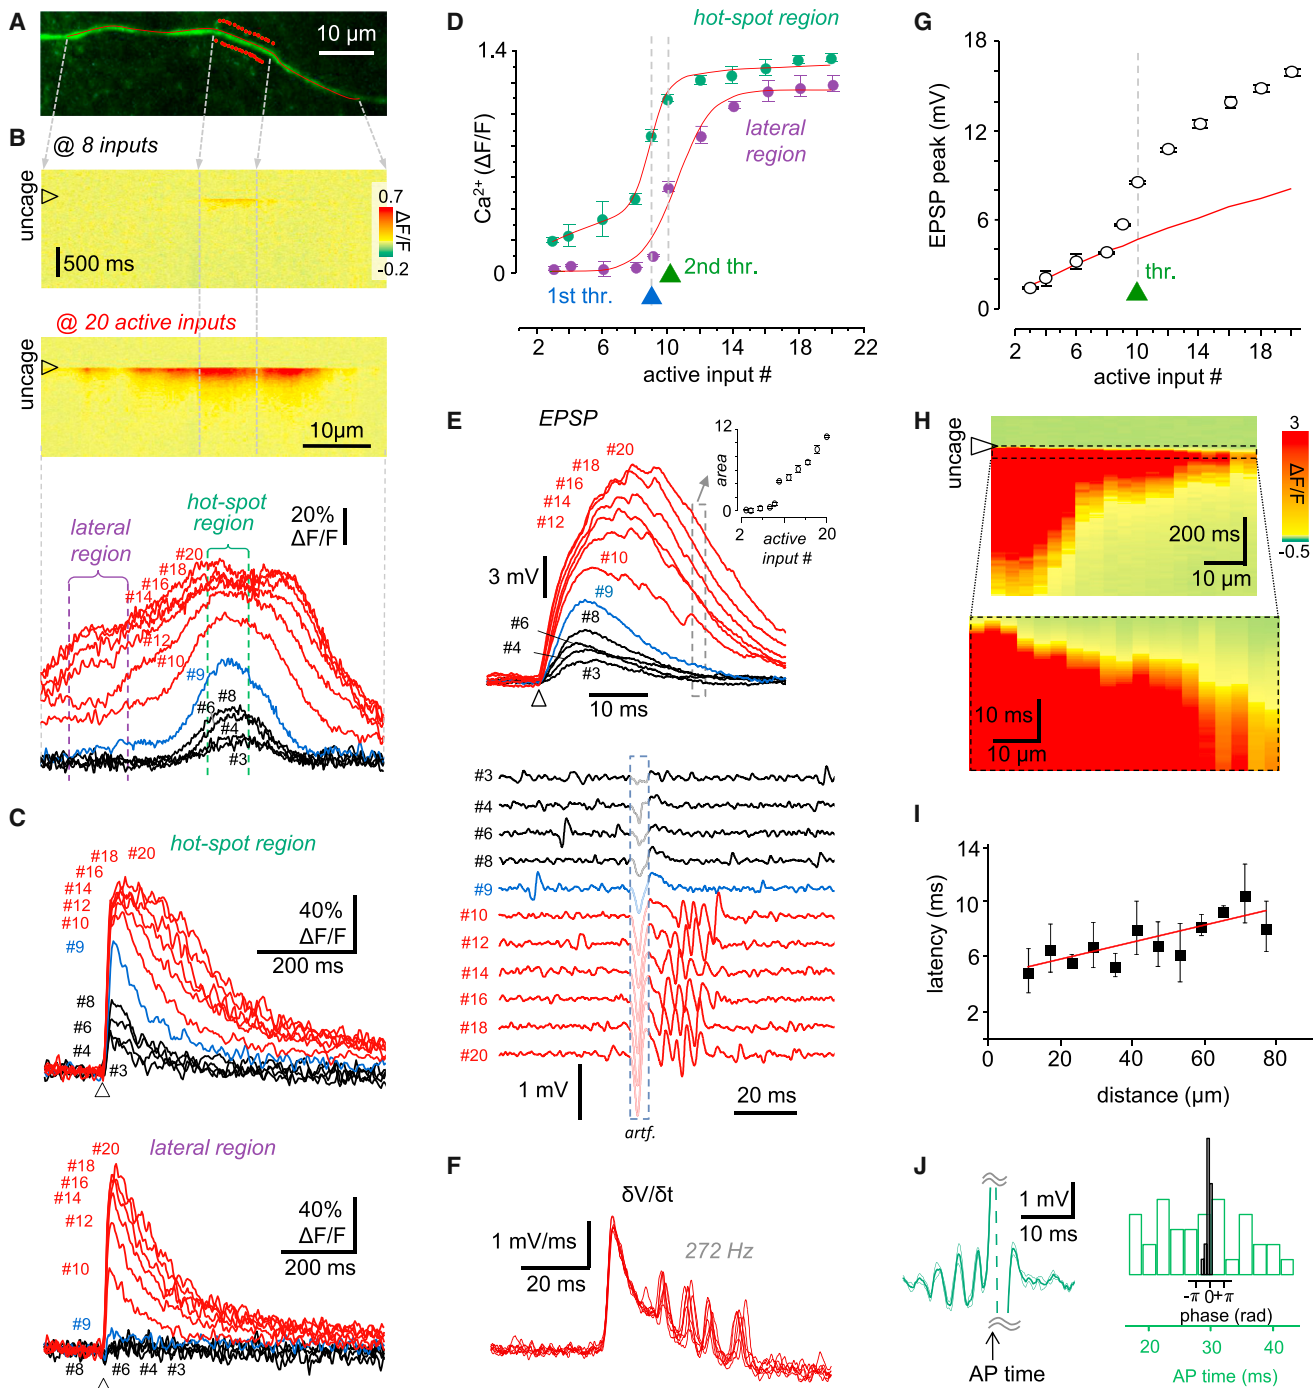 A
10 µm
B
@ 8 inputs
uncage
500 ms
0.7
ΔF/F
-0.2
@ 20 active inputs
uncage
10µm
lateral
region
hot-spot
region
20%
ΔF/F
#20
#18
#16
#14
#12
#10
#9
#8
#6
#4
#3
C
hot-spot region
#18 #20
#16
#14
#12
#10
#9
#8
#6
#4
#3
40%
ΔF/F
200 ms
lateral region
#20
#18
#16
#14
#12
#10
#9
#8 #6 #4 #3
40%
ΔF/F
200 ms
D
hot-spot region
1.4
Ca²⁺ (ΔF/F)
0
lateral
region
1st thr.
2nd thr.
2 6 10 14 18 22
active input #
E
EPSP
#20
#18
#16
#14
#12
#10
#9
#8
#6
#4
#3
3 mV
10 ms
12
area
0
2 20
active
input #
#3
#4
#6
#8
#9
#10
#12
#14
#16
#18
#20
1 mV
artf.
20 ms
F
δV/δt
1 mV/ms
20 ms
272 Hz
G
18
12
6
0
EPSP peak (mV)
thr.
2 6 10 14 18
active input #
H
uncage
3
ΔF/F
-0.5
200 ms
10 µm
10 ms
10 µm
I
14
10
6
2
latency (ms)
0 20 40 60 80
distance (µm)
J
1 mV
10 ms
AP time
-π 0 +π
phase (rad)
20 30 40
AP time (ms)